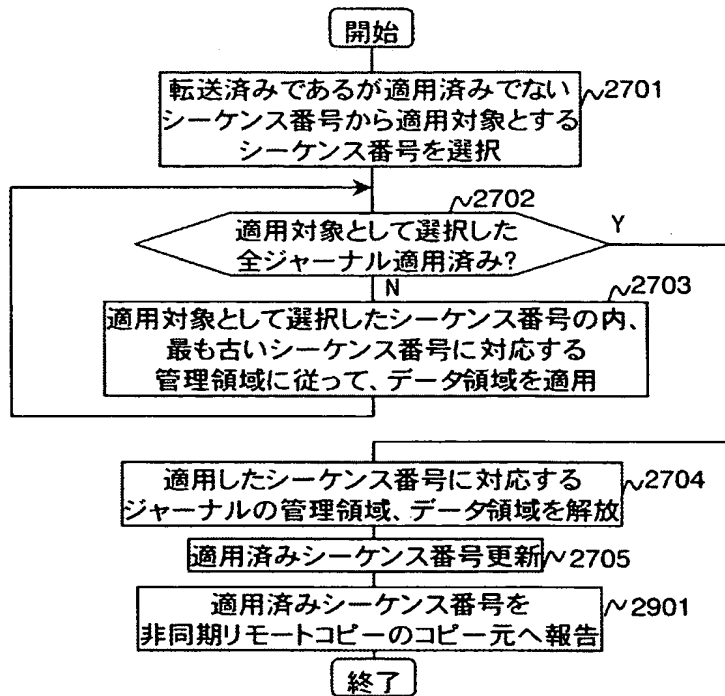 開始
転送済みであるが適用済みでない
シーケンス番号から適用対象とする
シーケンス番号を選択
2701
2702
適用対象として選択した
全ジャーナル適用済み?
Y
N
2703
適用対象として選択したシーケンス番号の内、
最も古いシーケンス番号に対応する
管理領域に従って、データ領域を適用
適用したシーケンス番号に対応する
ジャーナルの管理領域、データ領域を解放
2704
適用済みシーケンス番号更新
2705
適用済みシーケンス番号を
非同期リモートコピーのコピー元へ報告
2901
終了